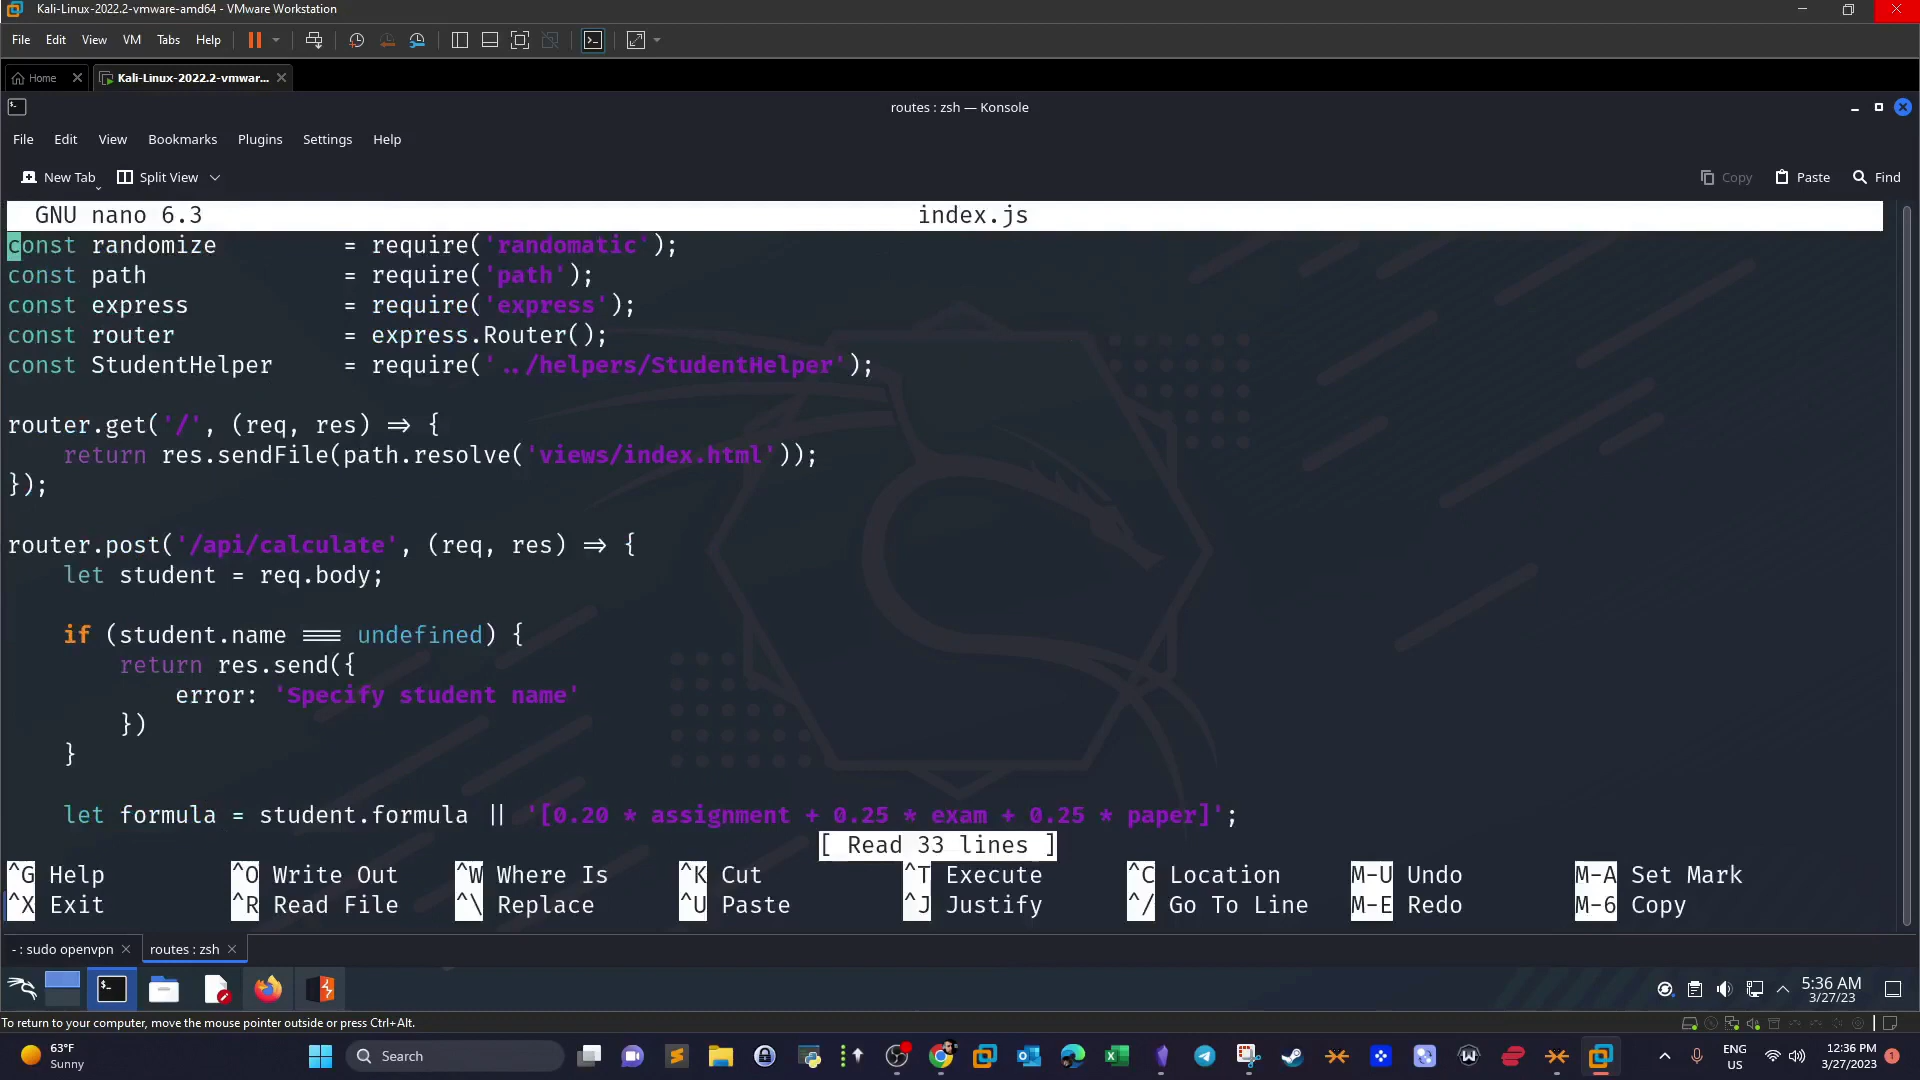 Kali-Linux-2022.2-vmware-amd64 - VMware Workstation
File Edit View VM Tabs Help
Home Kali-Linux-2022.2-vmwar...
routes : zsh — Konsole
File Edit View Bookmarks Plugins Settings Help
New Tab Split View Copy Paste Find
GNU nano 6.3 index.js
const randomize = require('randomatic');
const path = require('path');
const express = require('express');
const router = express.Router();
const StudentHelper = require('../helpers/StudentHelper');
router.get('/', (req, res) => {
return res.sendFile(path.resolve('views/index.html'));
});
router.post('/api/calculate', (req, res) => {
let student = req.body;
if (student.name === undefined) {
return res.send({
error: 'Specify student name'
})
}
let formula = student.formula || '[0.20 * assignment + 0.25 * exam + 0.25 * paper]';
[ Read 33 lines ]
^G Help ^O Write Out ^W Where Is ^K Cut ^T Execute ^C Location M-U Undo M-A Set Mark
^X Exit ^R Read File ^\ Replace ^U Paste ^J Justify ^/ Go To Line M-E Redo M-6 Copy
- : sudo openvpn routes : zsh
5:36 AM
3/27/23
To return to your computer, move the mouse pointer outside or press Ctrl+Alt.
63°F
Sunny
Search
ENG
US
12:36 PM
3/27/2023
1